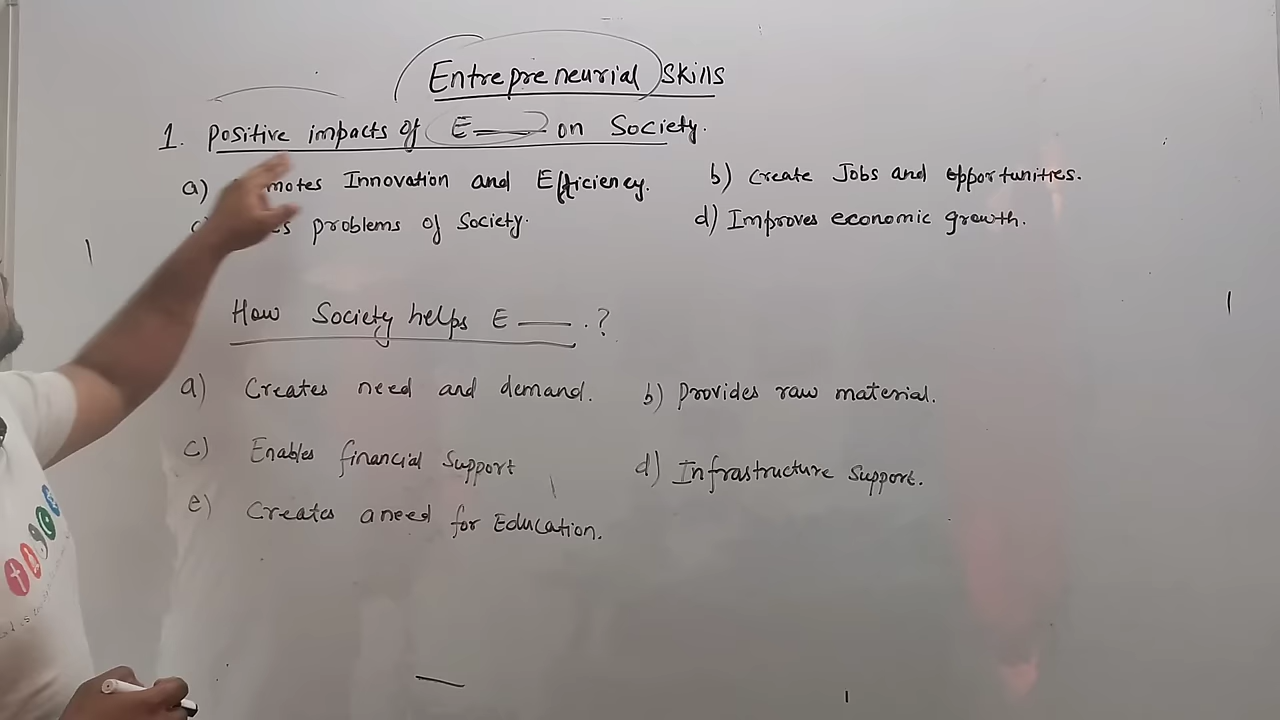 Entrepreneurial Skills
1. Positive impacts of E—— on Society.
a) motes Innovation and Efficiency. b) Create Jobs and opportunities.
s problems of Society. d) Improves economic growth.
How Society helps E ——.?
a) Creates need and demand. b) Provides raw material.
c) Enables financial support d) Infrastructure support.
e) Creates a need for Education.